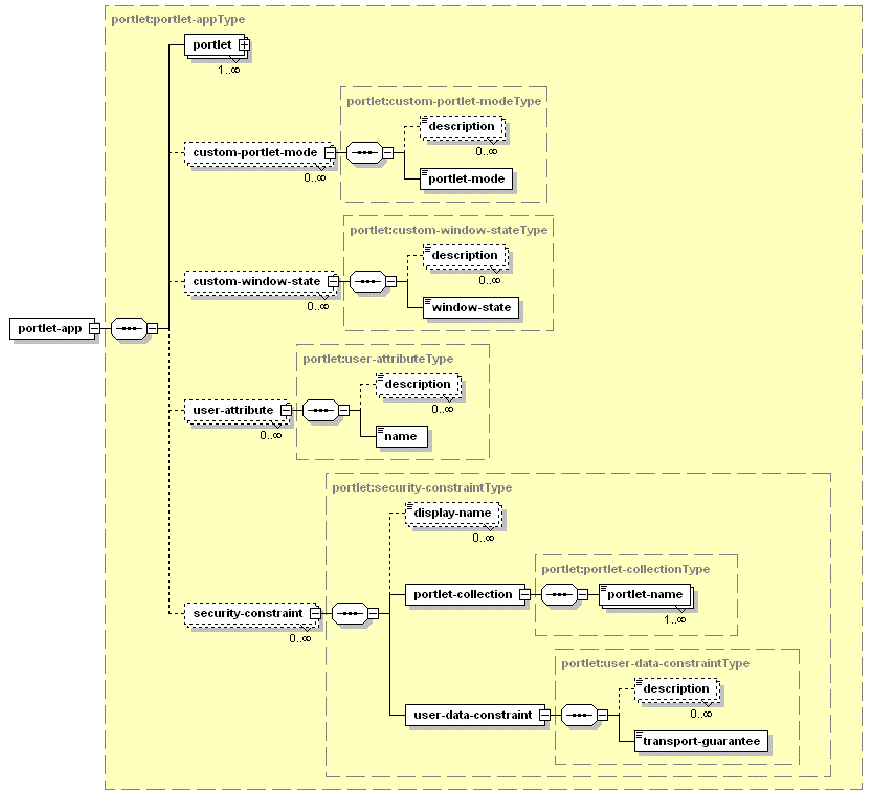 portlet:portlet-appType
portlet
1..∞
portlet:custom-portlet-modeType
description
0..∞
custom-portlet-mode
0..∞
portlet-mode
portlet:custom-window-stateType
description
0..∞
custom-window-state
0..∞
window-state
portlet-app
portlet:user-attributeType
description
0..∞
user-attribute
0..∞
name
portlet:security-constraintType
display-name
0..∞
portlet:portlet-collectionType
portlet-collection
portlet-name
1..∞
security-constraint
0..∞
portlet:user-data-constraintType
description
0..∞
user-data-constraint
transport-guarantee